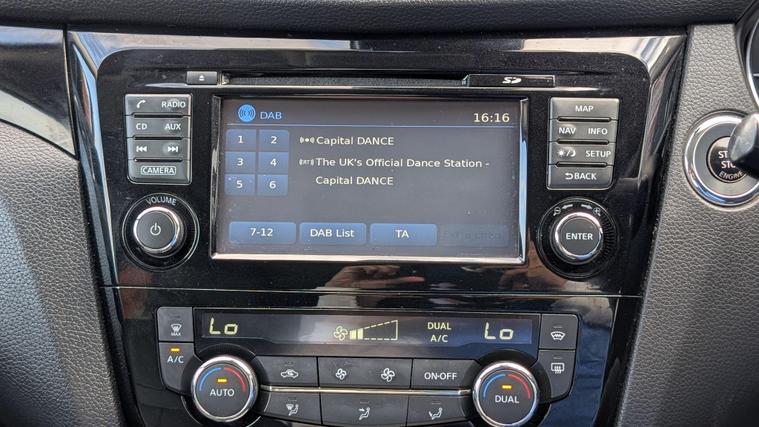 SD
RADIO
CD AUX
CAMERA
VOLUME
DAB 16:16
1 2
3 4
5 6
Capital DANCE
The UK's Official Dance Station -
Capital DANCE
7-12 DAB List TA
MAP
NAV INFO
SETUP
BACK
ENTER
ENGINE
Lo DUAL Lo
A/C
MAX
A/C
AUTO
ON·OFF
DUAL